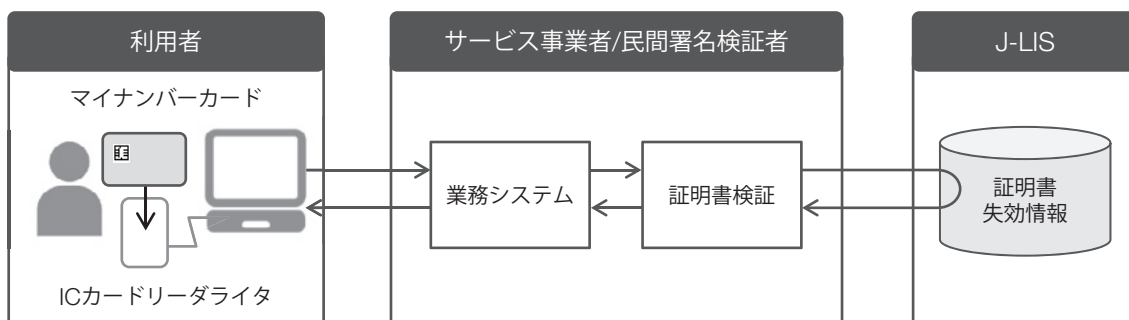 利用者
マイナンバーカード
ICカードリーダライタ
サービス事業者/民間署名検証者
業務システム
証明書検証
J-LIS
証明書
失効情報